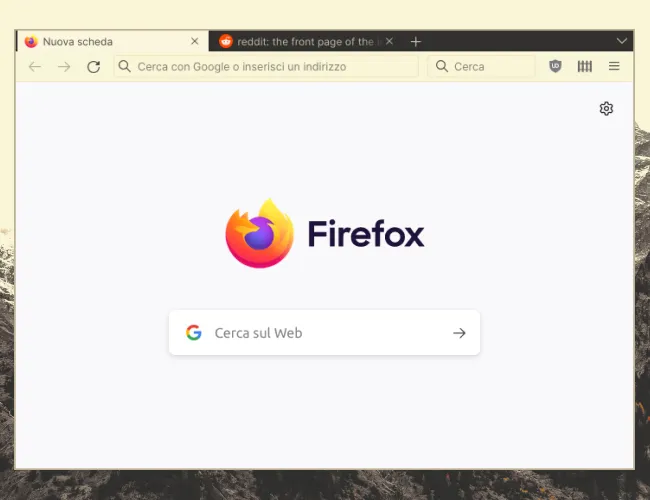 Nuova scheda
reddit: the front page of the
Cerca con Google o inserisci un indirizzo
Cerca
Firefox
Cerca sul Web